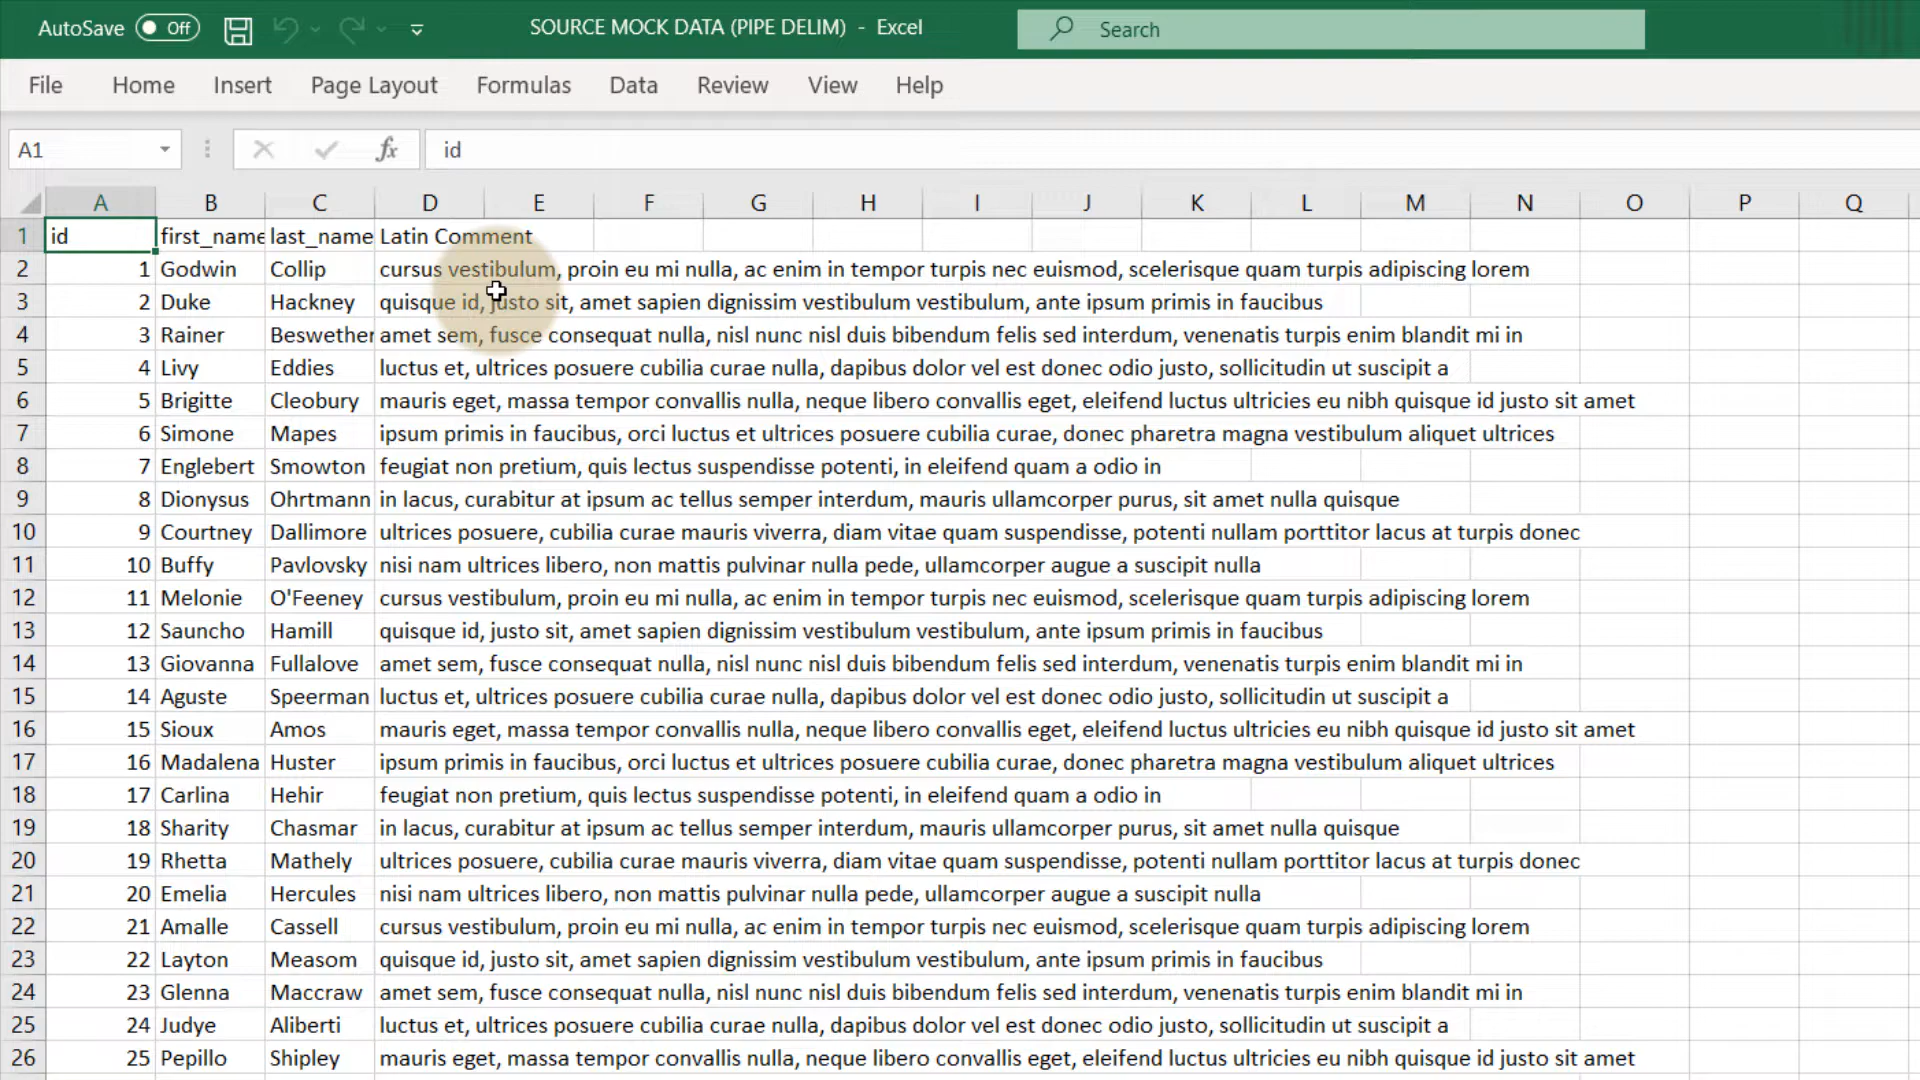 AutoSave Off SOURCE MOCK DATA (PIPE DELIM) - Excel Search
File Home Insert Page Layout Formulas Data Review View Help
A1 fx id
A B C D E F G H I J K L M N O P Q
1 id first_name last_name Latin Comment
2 1 Godwin Collip cursus vestibulum, proin eu mi nulla, ac enim in tempor turpis nec euismod, scelerisque quam turpis adipiscing lorem
3 2 Duke Hackney quisque id, justo sit, amet sapien dignissim vestibulum vestibulum, ante ipsum primis in faucibus
4 3 Rainer Beswether amet sem, fusce consequat nulla, nisl nunc nisl duis bibendum felis sed interdum, venenatis turpis enim blandit mi in
5 4 Livy Eddies luctus et, ultrices posuere cubilia curae nulla, dapibus dolor vel est donec odio justo, sollicitudin ut suscipit a
6 5 Brigitte Cleobury mauris eget, massa tempor convallis nulla, neque libero convallis eget, eleifend luctus ultricies eu nibh quisque id justo sit amet
7 6 Simone Mapes ipsum primis in faucibus, orci luctus et ultrices posuere cubilia curae, donec pharetra magna vestibulum aliquet ultrices
8 7 Englebert Smowton feugiat non pretium, quis lectus suspendisse potenti, in eleifend quam a odio in
9 8 Dionysus Ohrtmann in lacus, curabitur at ipsum ac tellus semper interdum, mauris ullamcorper purus, sit amet nulla quisque
10 9 Courtney Dallimore ultrices posuere, cubilia curae mauris viverra, diam vitae quam suspendisse, potenti nullam porttitor lacus at turpis donec
11 10 Buffy Pavlovsky nisi nam ultrices libero, non mattis pulvinar nulla pede, ullamcorper augue a suscipit nulla
12 11 Melonie O'Feeney cursus vestibulum, proin eu mi nulla, ac enim in tempor turpis nec euismod, scelerisque quam turpis adipiscing lorem
13 12 Sauncho Hamill quisque id, justo sit, amet sapien dignissim vestibulum vestibulum, ante ipsum primis in faucibus
14 13 Giovanna Fullalove amet sem, fusce consequat nulla, nisl nunc nisl duis bibendum felis sed interdum, venenatis turpis enim blandit mi in
15 14 Aguste Speerman luctus et, ultrices posuere cubilia curae nulla, dapibus dolor vel est donec odio justo, sollicitudin ut suscipit a
16 15 Sioux Amos mauris eget, massa tempor convallis nulla, neque libero convallis eget, eleifend luctus ultricies eu nibh quisque id justo sit amet
17 16 Madalena Huster ipsum primis in faucibus, orci luctus et ultrices posuere cubilia curae, donec pharetra magna vestibulum aliquet ultrices
18 17 Carlina Hehir feugiat non pretium, quis lectus suspendisse potenti, in eleifend quam a odio in
19 18 Sharity Chasmar in lacus, curabitur at ipsum ac tellus semper interdum, mauris ullamcorper purus, sit amet nulla quisque
20 19 Rhetta Mathely ultrices posuere, cubilia curae mauris viverra, diam vitae quam suspendisse, potenti nullam porttitor lacus at turpis donec
21 20 Emelia Hercules nisi nam ultrices libero, non mattis pulvinar nulla pede, ullamcorper augue a suscipit nulla
22 21 Amalle Cassell cursus vestibulum, proin eu mi nulla, ac enim in tempor turpis nec euismod, scelerisque quam turpis adipiscing lorem
23 22 Layton Measom quisque id, justo sit, amet sapien dignissim vestibulum vestibulum, ante ipsum primis in faucibus
24 23 Glenna Maccraw amet sem, fusce consequat nulla, nisl nunc nisl duis bibendum felis sed interdum, venenatis turpis enim blandit mi in
25 24 Judye Aliberti luctus et, ultrices posuere cubilia curae nulla, dapibus dolor vel est donec odio justo, sollicitudin ut suscipit a
26 25 Pepillo Shipley mauris eget, massa tempor convallis nulla, neque libero convallis eget, eleifend luctus ultricies eu nibh quisque id justo sit amet